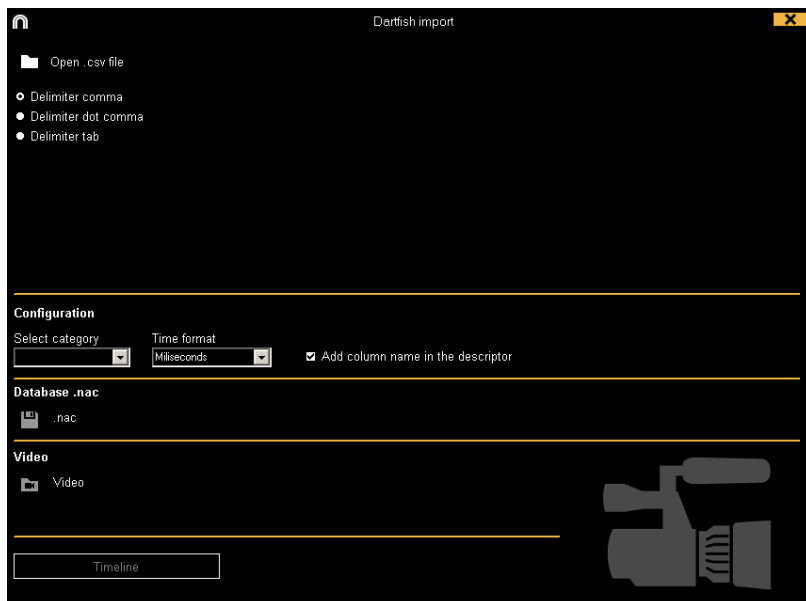 Dartfish import
X
Open .csv file
Delimiter comma
Delimiter dot comma
Delimiter tab
Configuration
Select category Time format
Miliseconds Add column name in the descriptor
Database .nac
.nac
Video
Video
Timeline